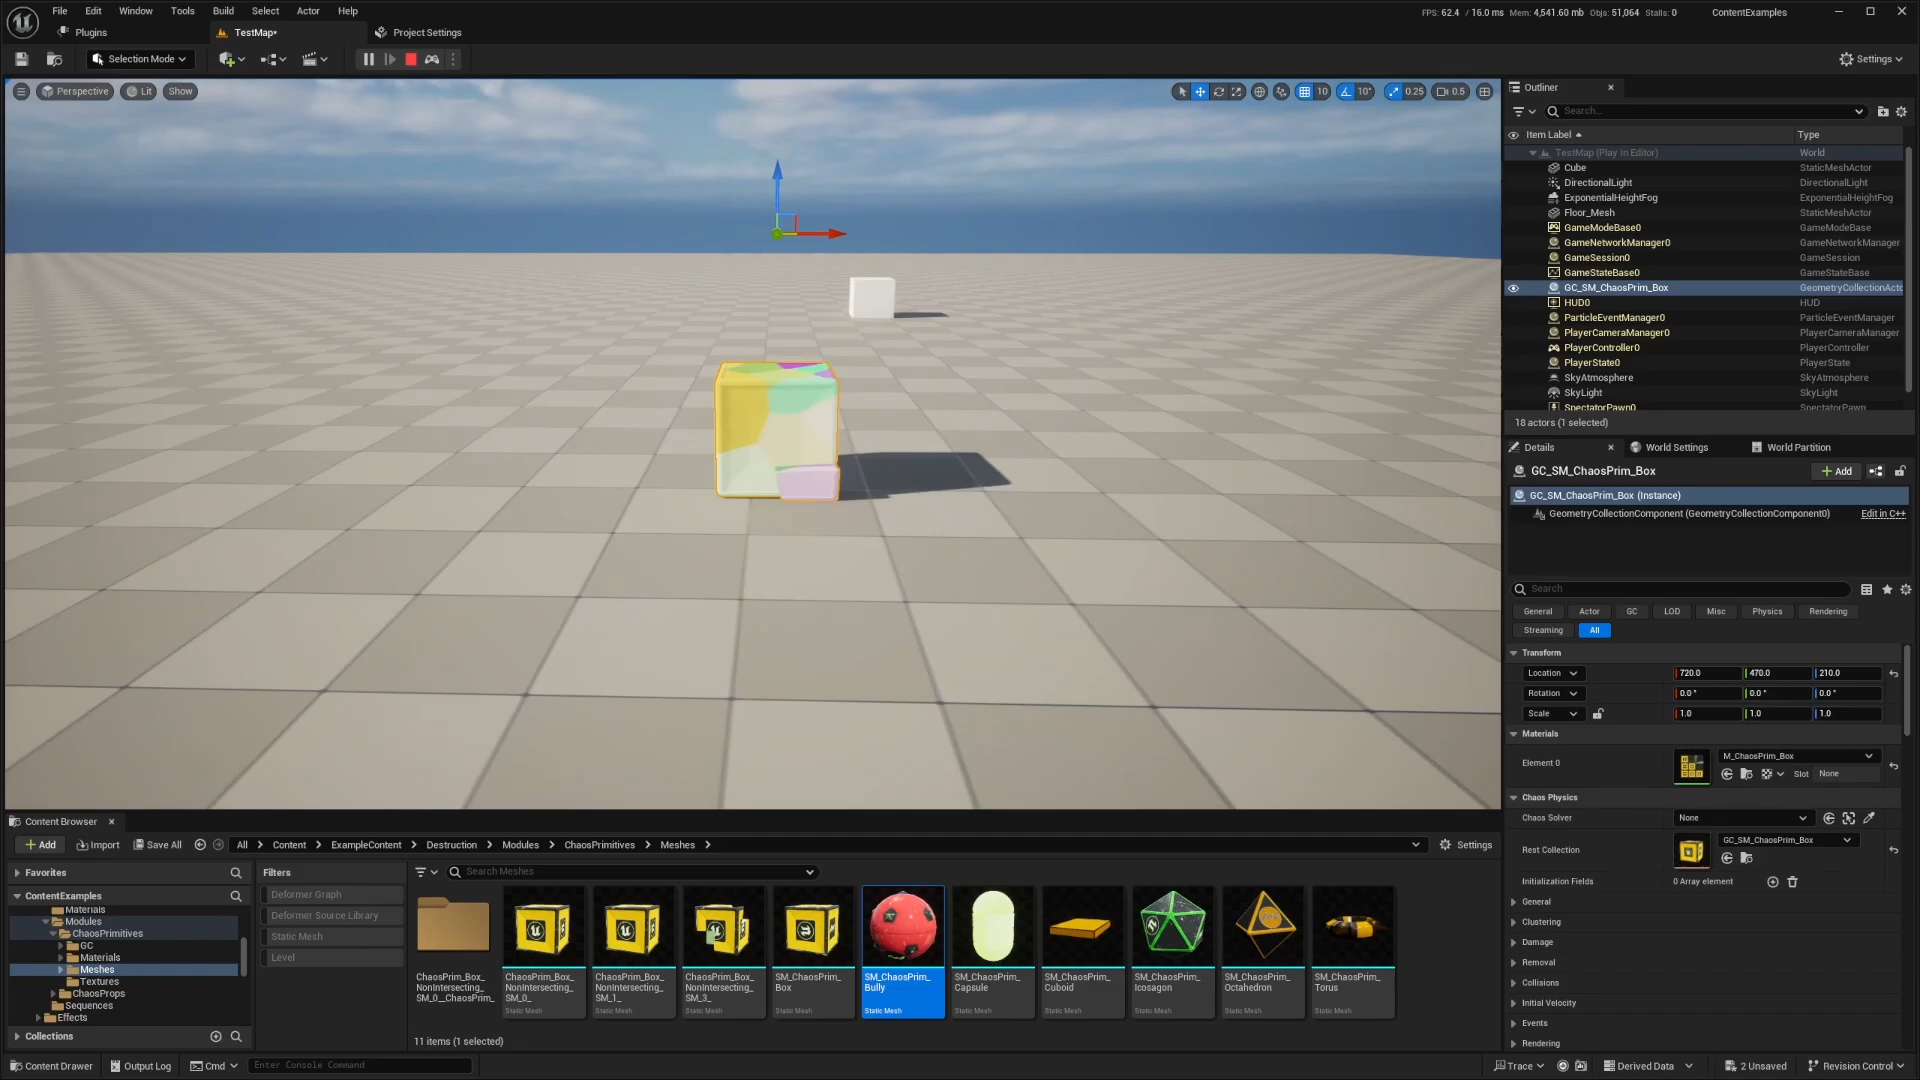 File Edit Window Tools Build Select Actor Help
FPS: 62.4 / 16.0 ms Mem: 4,541.60 mb Objs: 51,064 Stalls: 0 ContentExamples
Plugins TestMap• Project Settings
Selection Mode Settings
Perspective Lit Show 10 10° 0.25 0.5
Outliner
Search...
Item Label Type
TestMap (Play In Editor) World
Cube StaticMeshActor
DirectionalLight DirectionalLight
ExponentialHeightFog ExponentialHeightFog
Floor_Mesh StaticMeshActor
GameModeBase0 GameModeBase
GameNetworkManager0 GameNetworkManager
GameSession0 GameSession
GameStateBase0 GameStateBase
GC_SM_ChaosPrim_Box GeometryCollectionActo
HUD0 HUD
ParticleEventManager0 ParticleEventManager
PlayerCameraManager0 PlayerCameraManager
PlayerController0 PlayerController
PlayerState0 PlayerState
SkyAtmosphere SkyAtmosphere
SkyLight SkyLight
SpectatorPawn0 SpectatorPawn
18 actors (1 selected)
Details World Settings World Partition
GC_SM_ChaosPrim_Box Add
GC_SM_ChaosPrim_Box (Instance)
GeometryCollectionComponent (GeometryCollectionComponent0) Edit in C++
Search
General Actor GC LOD Misc Physics Rendering
Streaming All
Transform
Location 720.0 470.0 210.0
Rotation 0.0 ° 0.0 ° 0.0 °
Scale 1.0 1.0 1.0
Materials
Element 0 M_ChaosPrim_Box
Slot None
Chaos Physics
Chaos Solver None
Rest Collection GC_SM_ChaosPrim_Box
Initialization Fields 0 Array element
General
Clustering
Damage
Removal
Collisions
Initial Velocity
Events
Rendering
Content Browser
Add Import Save All All Content ExampleContent Destruction Modules ChaosPrimitives Meshes Settings
Favorites
ContentExamples
Materials
Modules
ChaosPrimitives
GC
Materials
Meshes
Textures
ChaosProps
Sequences
Effects
Collections
Filters
Deformer Graph
Deformer Source Library
Static Mesh
Level
Search Meshes
ChaosPrim_Box_
NonIntersecting_
SM_0__ChaosPrim_
ChaosPrim_Box_
NonIntersecting_
SM_0_
Static Mesh
ChaosPrim_Box_
NonIntersecting_
SM_1_
Static Mesh
ChaosPrim_Box_
NonIntersecting_
SM_3_
Static Mesh
SM_ChaosPrim_
Box
Static Mesh
SM_ChaosPrim_
Bully
Static Mesh
SM_ChaosPrim_
Capsule
Static Mesh
SM_ChaosPrim_
Cuboid
Static Mesh
SM_ChaosPrim_
Icosagon
Static Mesh
SM_ChaosPrim_
Octahedron
Static Mesh
SM_ChaosPrim_
Torus
Static Mesh
11 items (1 selected)
Content Drawer Output Log Cmd Enter Console Command Trace Derived Data 2 Unsaved Revision Control